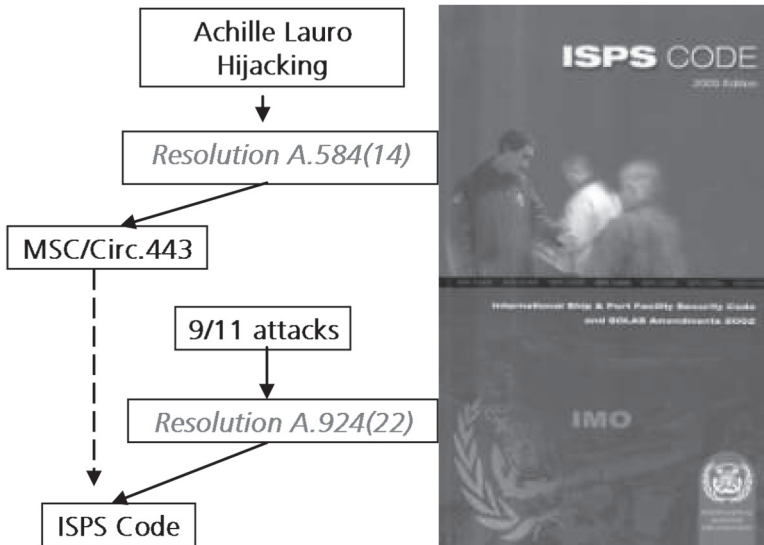 Achille Lauro
Hijacking
Resolution A.584(14)
MSC/Circ.443
9/11 attacks
Resolution A.924(22)
ISPS Code
ISPS CODE
2003 Edition
International Ship & Port Facility Security Code
and SOLAS Amendments 2002
IMO